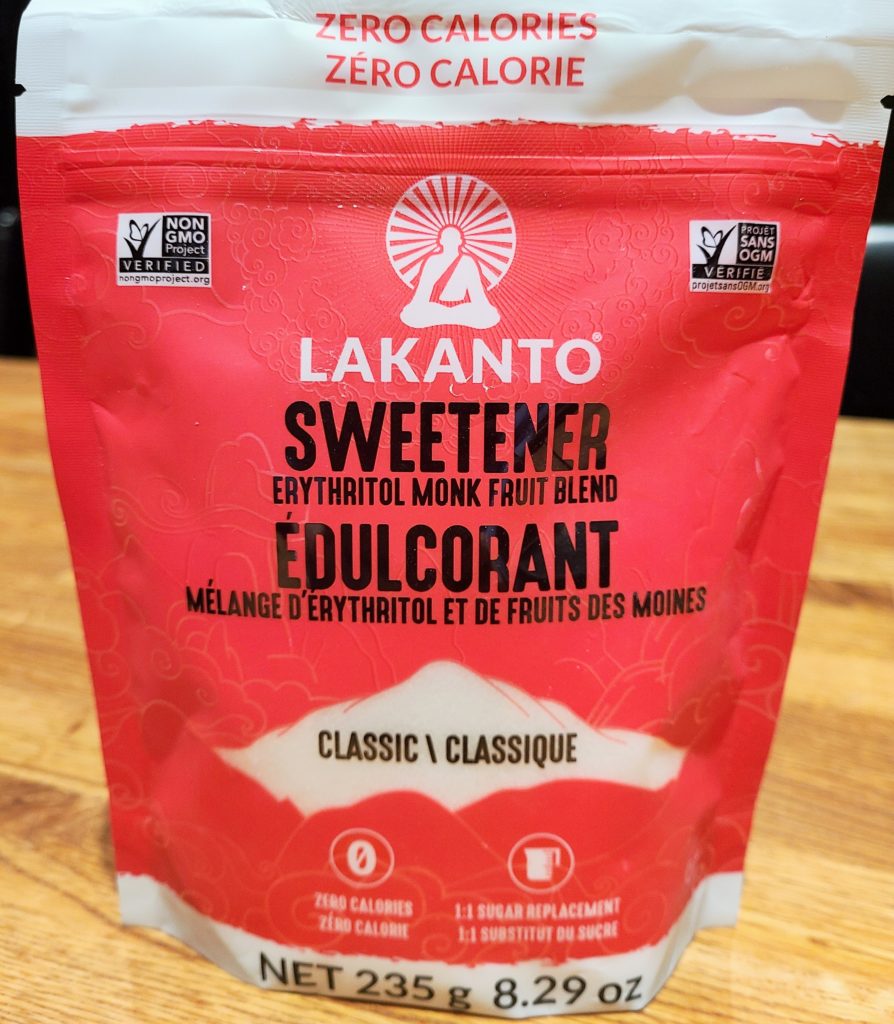 ZERO CALORIES
ZÉRO CALORIE
NON
GMO
Project
VERIFIED
nongmoproject.org
PROJET
SANS
OGM
VÉRIFIÉ
projetsansOGM.org
LAKANTO®
SWEETENER
ERYTHRITOL MONK FRUIT BLEND
ÉDULCORANT
MÉLANGE D'ÉRYTHRITOL ET DE FRUITS DES MOINES
CLASSIC \ CLASSIQUE
0
ZERO CALORIES
ZÉRO CALORIE
1:1 SUGAR REPLACEMENT
1:1 SUBSTITUT DU SUCRE
NET 235 g 8.29 oz